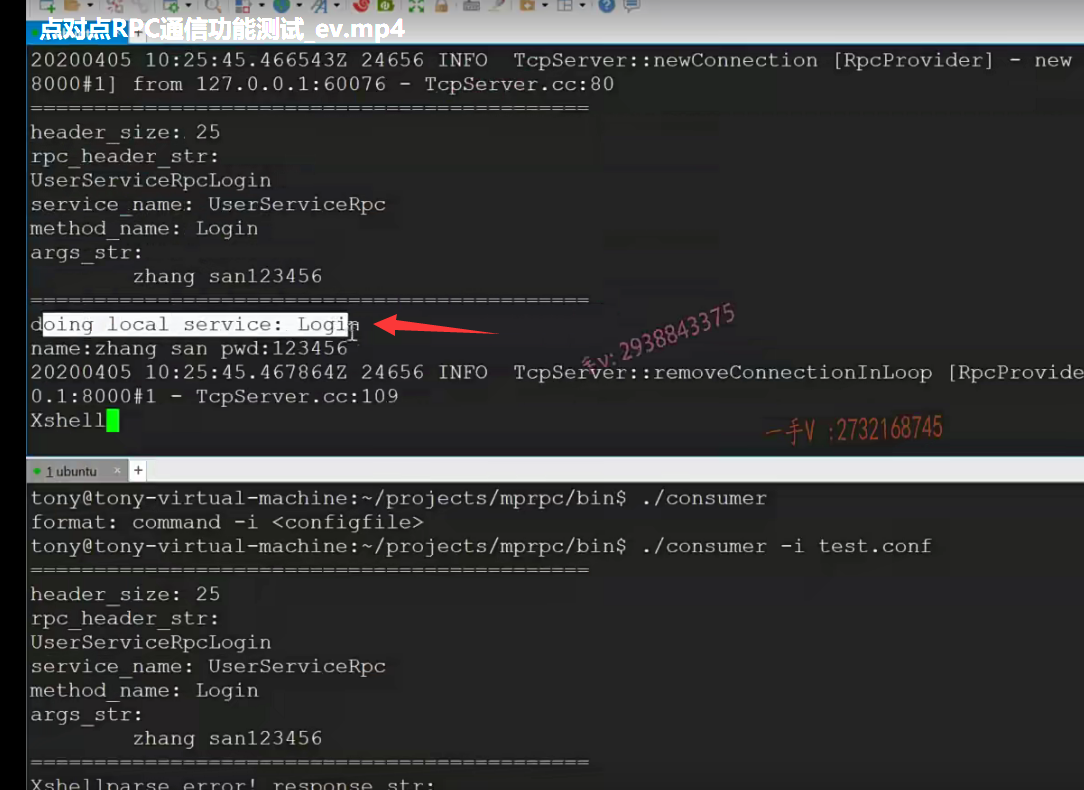 点对点RPC通信功能测试_ev.mp4
20200405 10:25:45.466543Z 24656 INFO  TcpServer::newConnection [RpcProvider] - new
8000#1] from 127.0.0.1:60076 - TcpServer.cc:80
============================================
header_size: 25
rpc_header_str:
UserServiceRpcLogin
service_name: UserServiceRpc
method_name: Login
args_str:
zhang san123456
============================================
doing local service: Login
name:zhang san pwd:123456
20200405 10:25:45.467864Z 24656 INFO  TcpServer::removeConnectionInLoop [RpcProvide
0.1:8000#1 - TcpServer.cc:109
Xshell
手v: 2938843375
一手V :2732168745
1 ubuntu × +
tony@tony-virtual-machine:~/projects/mprpc/bin$ ./consumer
format: command -i <configfile>
tony@tony-virtual-machine:~/projects/mprpc/bin$ ./consumer -i test.conf
============================================
header_size: 25
rpc_header_str:
UserServiceRpcLogin
service_name: UserServiceRpc
method_name: Login
args_str:
zhang san123456
============================================
Xshellparse error! response_str: